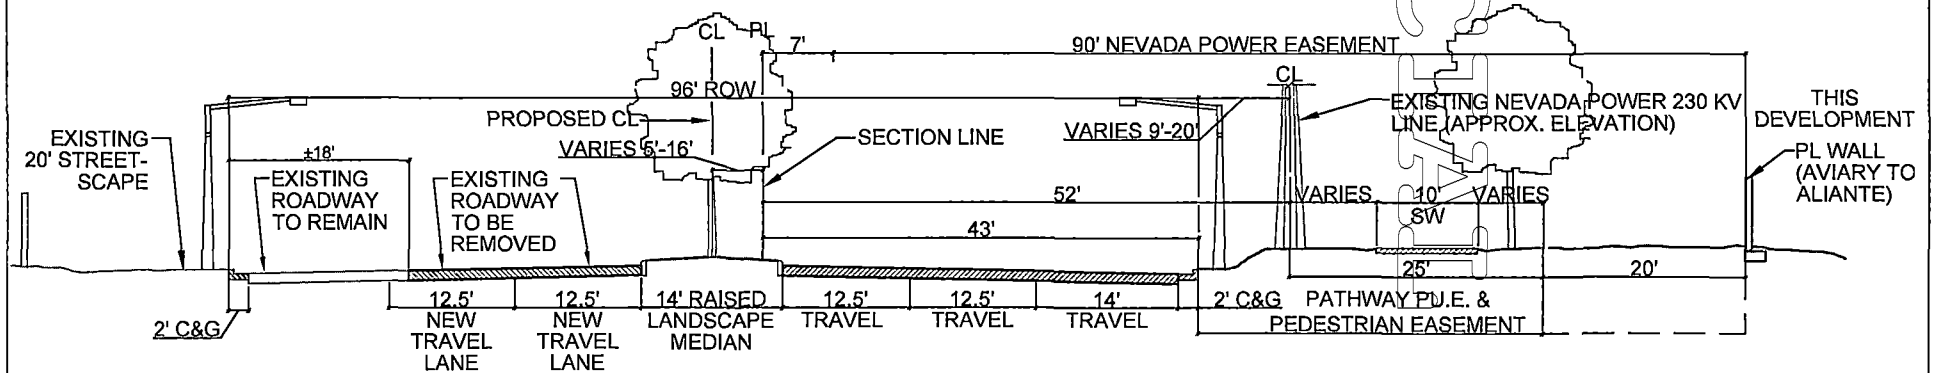 CL
PL
7'
90' NEVADA POWER EASEMENT
CL
96' ROW
PROPOSED CL
SECTION LINE
VARIES 5'-16'
VARIES 9'-20'
EXISTING NEVADA POWER 230 KV
LINE (APPROX. ELEVATION)
THIS
DEVELOPMENT
PL WALL
(AVIARY TO
ALIANTE)
EXISTING
20' STREET-
SCAPE
±18'
EXISTING
ROADWAY
TO REMAIN
EXISTING
ROADWAY
TO BE
REMOVED
52'
VARIES
10'
SW
VARIES
43'
25'
20'
2' C&G
12.5'
NEW
TRAVEL
LANE
12.5'
NEW
TRAVEL
LANE
14' RAISED
LANDSCAPE
MEDIAN
12.5'
TRAVEL
12.5'
TRAVEL
14'
TRAVEL
2' C&G
PATHWAY P.U.E. &
PEDESTRIAN EASEMENT